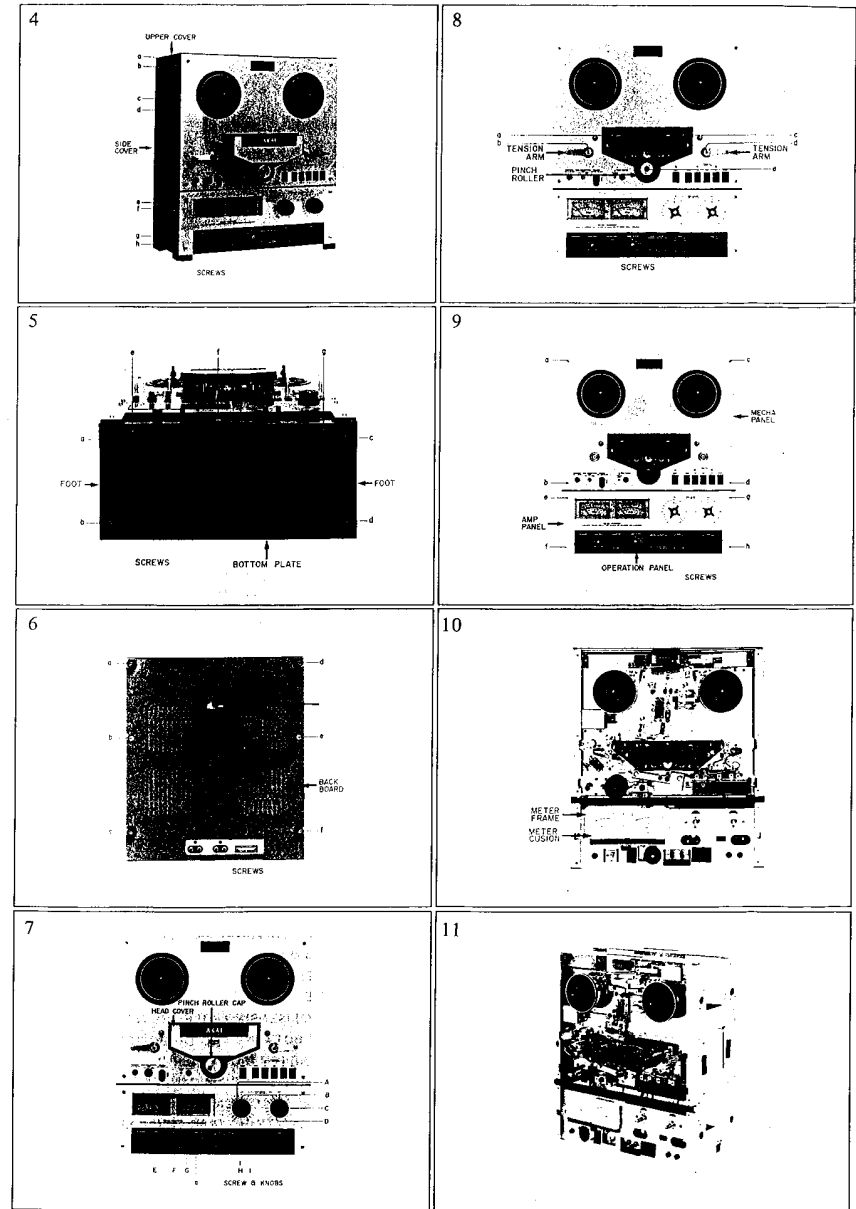 4
UPPER COVER
a
b
c
d
SIDE
COVER
AKAI
e
f
g
h
SCREWS
5
e
f
g
a
c
FOOT
FOOT
b
d
SCREWS
BOTTOM PLATE
6
a
d
b
e
BACK
BOARD
c
f
SCREWS
7
PINCH ROLLER CAP
HEAD COVER
AKAI
A
B
C
D
E
F
G
H
I
a
SCREW & KNOBS
8
a
b
c
d
TENSION
ARM
TENSION
ARM
PINCH
ROLLER
e
SCREWS
9
a
c
MECHA
PANEL
b
d
e
g
AMP
PANEL
f
h
OPERATION PANEL
SCREWS
10
METER
FRAME
METER
CUSION
11